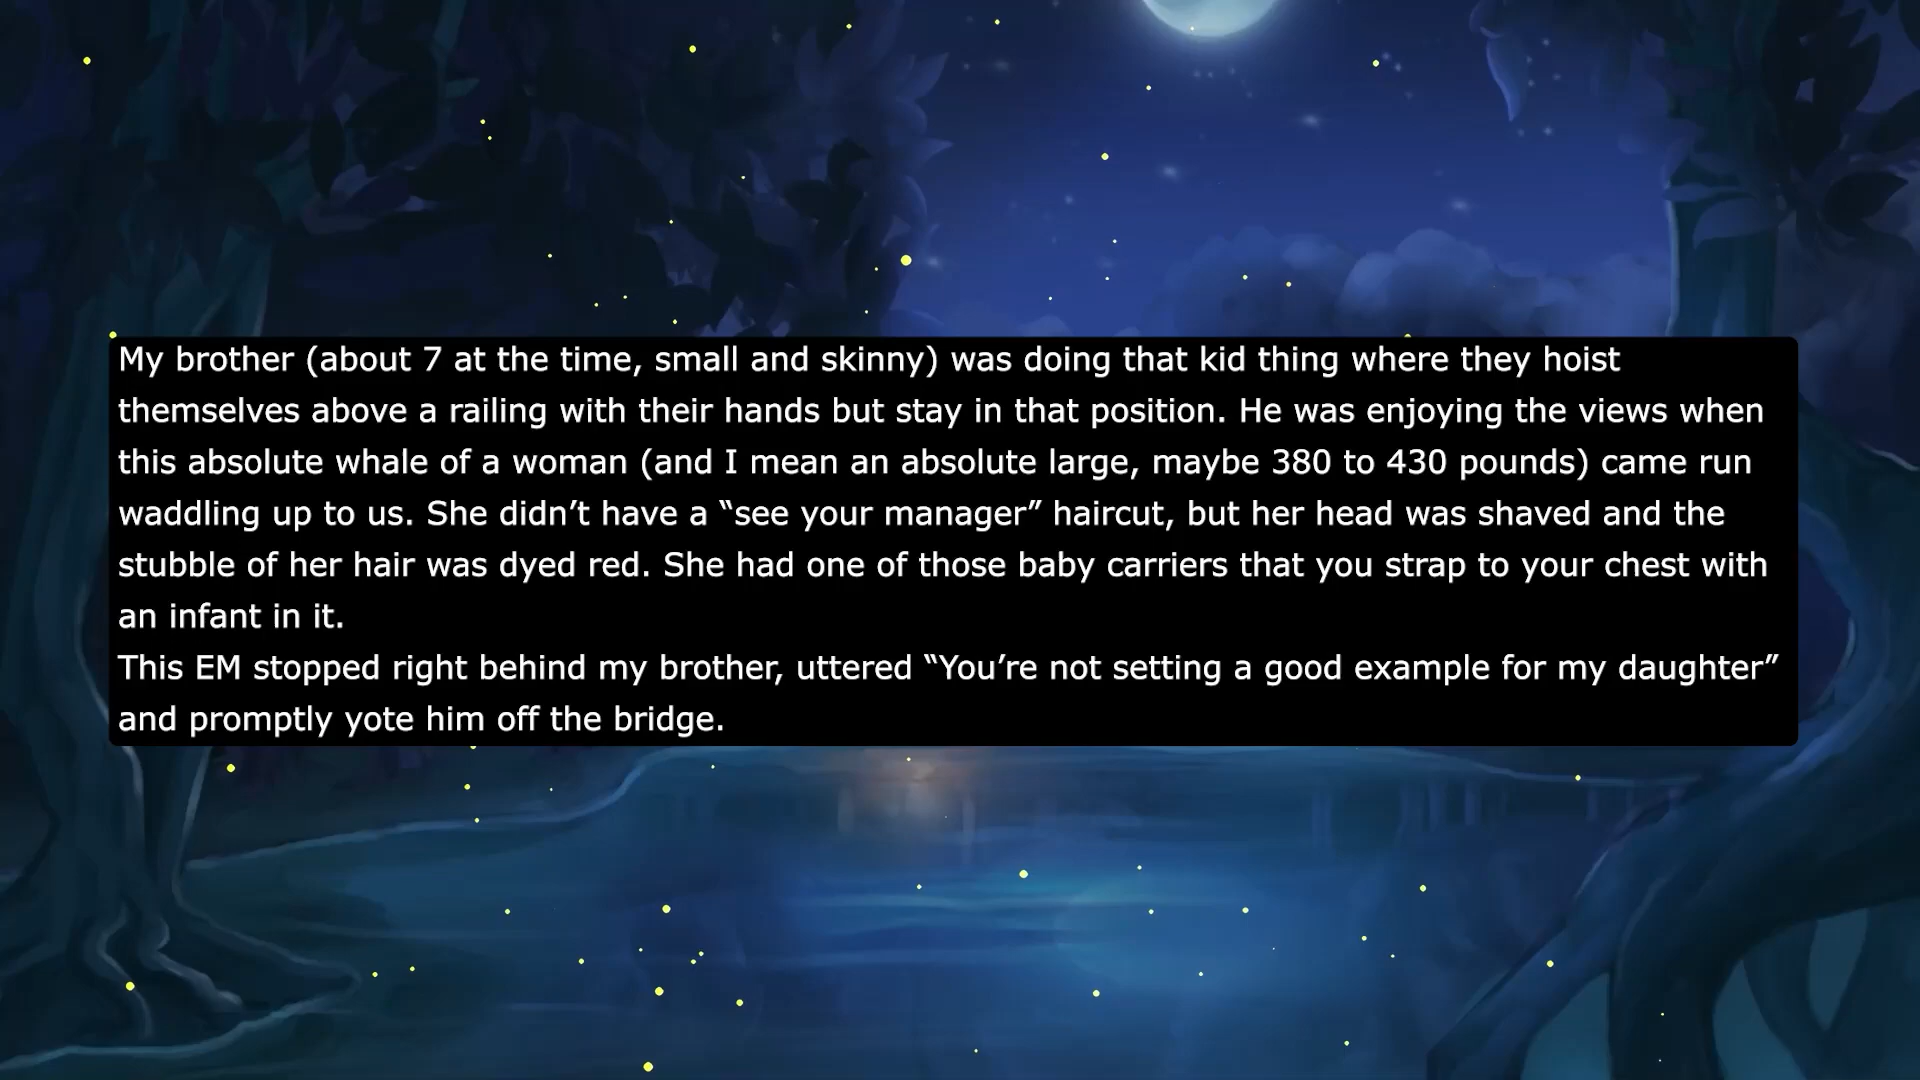 My brother (about 7 at the time, small and skinny) was doing that kid thing where they hoist
themselves above a railing with their hands but stay in that position. He was enjoying the views when
this absolute whale of a woman (and I mean an absolute large, maybe 380 to 430 pounds) came run
waddling up to us. She didn’t have a “see your manager” haircut, but her head was shaved and the
stubble of her hair was dyed red. She had one of those baby carriers that you strap to your chest with
an infant in it.
This EM stopped right behind my brother, uttered “You’re not setting a good example for my daughter”
and promptly yote him off the bridge.